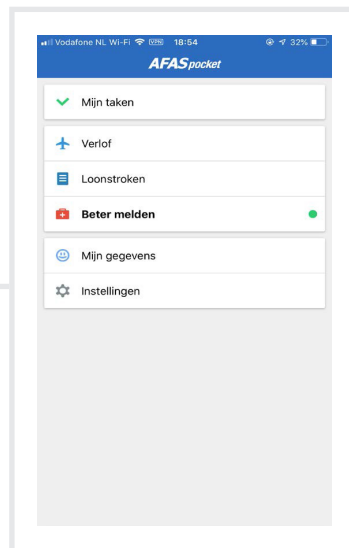 Vodafone NL Wi-Fi VPN 18:54 32%
AFAS pocket
Mijn taken
Verlof
Loonstroken
Beter melden
Mijn gegevens
Instellingen